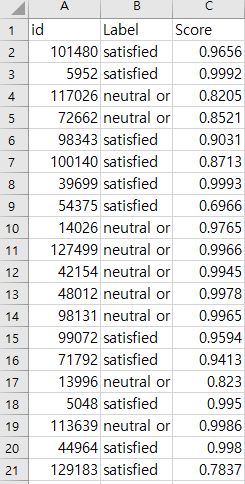 A B C
1 id Label Score
2 101480 satisfied 0.9656
3 5952 satisfied 0.9992
4 117026 neutral or 0.8205
5 72662 neutral or 0.8521
6 98343 satisfied 0.9031
7 100140 satisfied 0.8713
8 39699 satisfied 0.9993
9 54375 satisfied 0.6966
10 14026 neutral or 0.9765
11 127499 neutral or 0.9966
12 42154 neutral or 0.9945
13 48012 neutral or 0.9978
14 98131 neutral or 0.9965
15 99072 satisfied 0.9594
16 71792 satisfied 0.9413
17 13996 neutral or 0.823
18 5048 satisfied 0.995
19 113639 neutral or 0.9986
20 44964 satisfied 0.998
21 129183 satisfied 0.7837